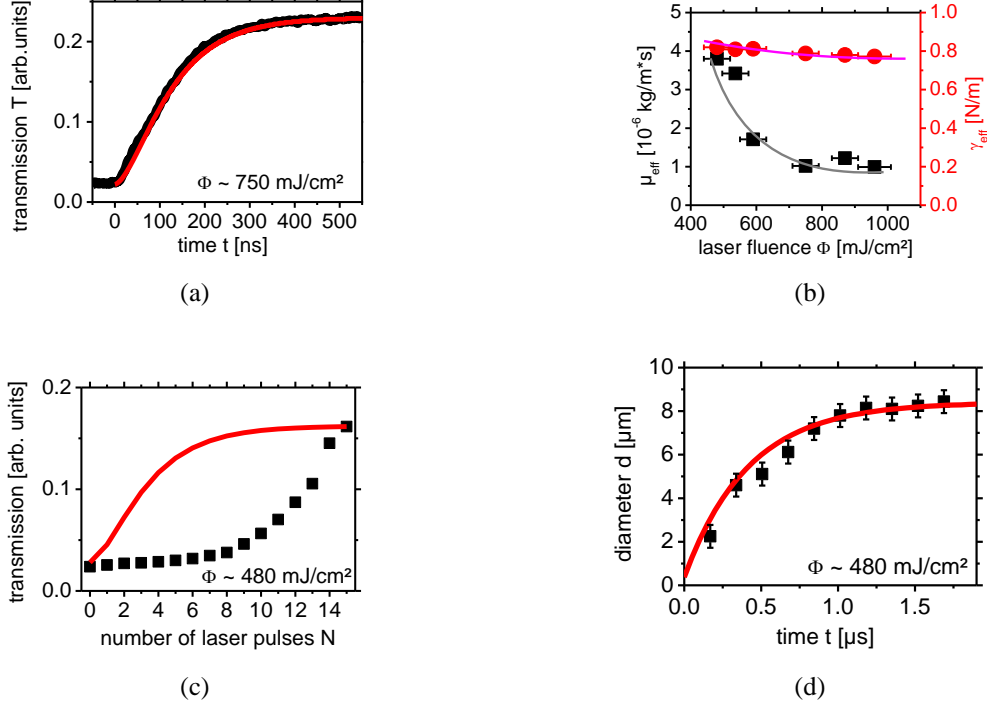 transmission T [arb.units]
0.2
0.1
0.0
0 100 200 300 400 500
time t [ns]
Φ ~ 750 mJ/cm²
(a)
μeff [10⁻⁶ kg/m*s]
5
4
3
2
1
0
400 600 800 1000
laser fluence Φ [mJ/cm²]
1.0
0.8
0.6
0.4
0.2
0.0
γeff [N/m]
(b)
transmission [arb. units]
0.2
0.1
0.0
0 2 4 6 8 10 12 14
number of laser pulses N
Φ ~ 480 mJ/cm²
(c)
diameter d [µm]
10
8
6
4
2
0
0.0 0.5 1.0 1.5
time t [µs]
Φ ~ 480 mJ/cm²
(d)